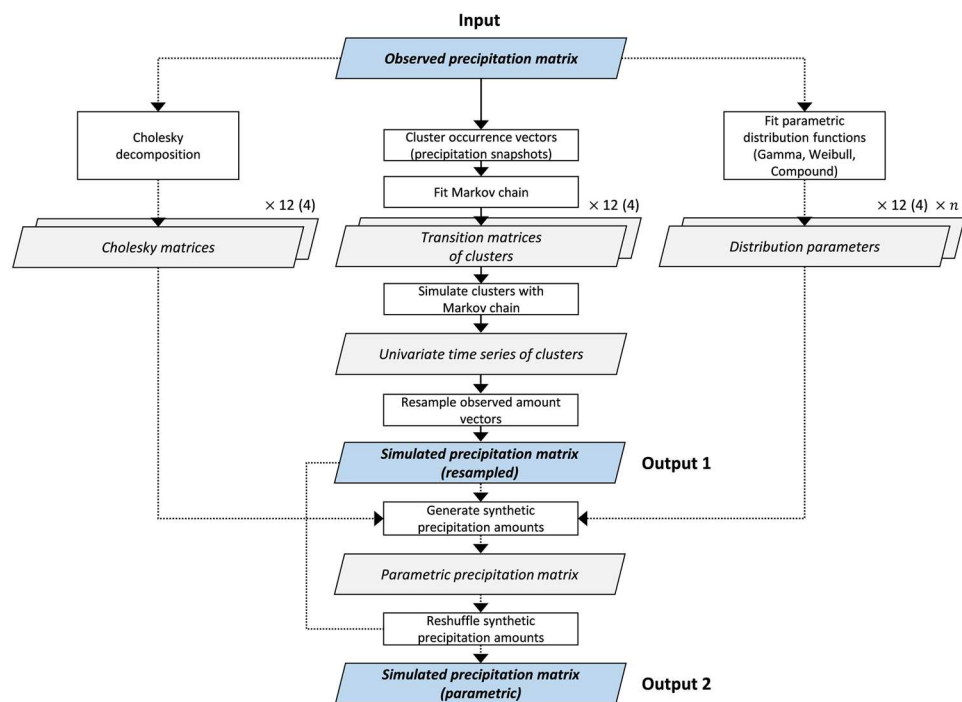 Input
Observed precipitation matrix
Cholesky
decomposition
Cluster occurrence vectors
(precipitation snapshots)
Fit parametric
distribution functions
(Gamma, Weibull,
Compound)
Fit Markov chain
× 12 (4)
× 12 (4)
× 12 (4) × n
Cholesky matrices
Transition matrices
of clusters
Distribution parameters
Simulate clusters with
Markov chain
Univariate time series of clusters
Resample observed amount
vectors
Simulated precipitation matrix
(resampled)
Output 1
Generate synthetic
precipitation amounts
Parametric precipitation matrix
Reshuffle synthetic
precipitation amounts
Simulated precipitation matrix
(parametric)
Output 2